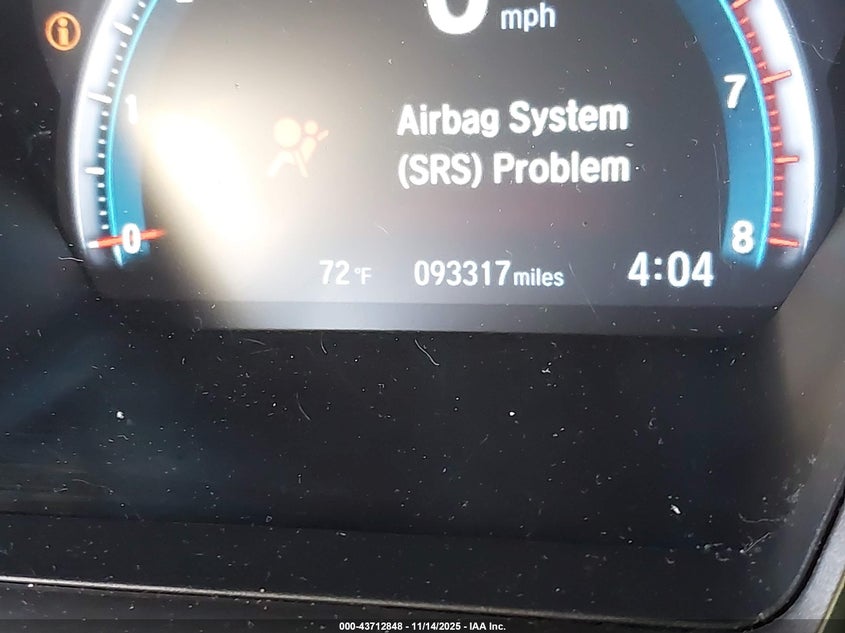 0 mph
1
7
Airbag System
(SRS) Problem
0
8
72°F 093317 miles 4:04
000-43712848 - 11/14/2025 - IAA Inc.